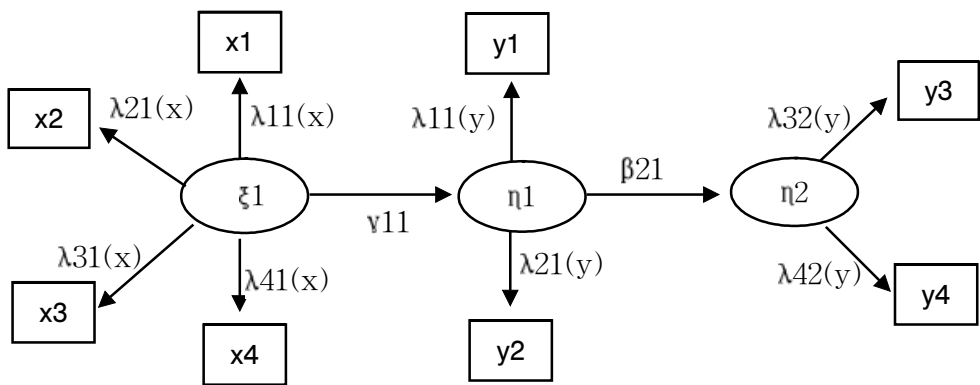 x1
y1
x2
λ21(x)
λ11(x)
λ11(y)
λ32(y)
y3
ξ1
γ11
η1
β21
η2
λ31(x)
λ41(x)
λ21(y)
λ42(y)
x3
x4
y2
y4